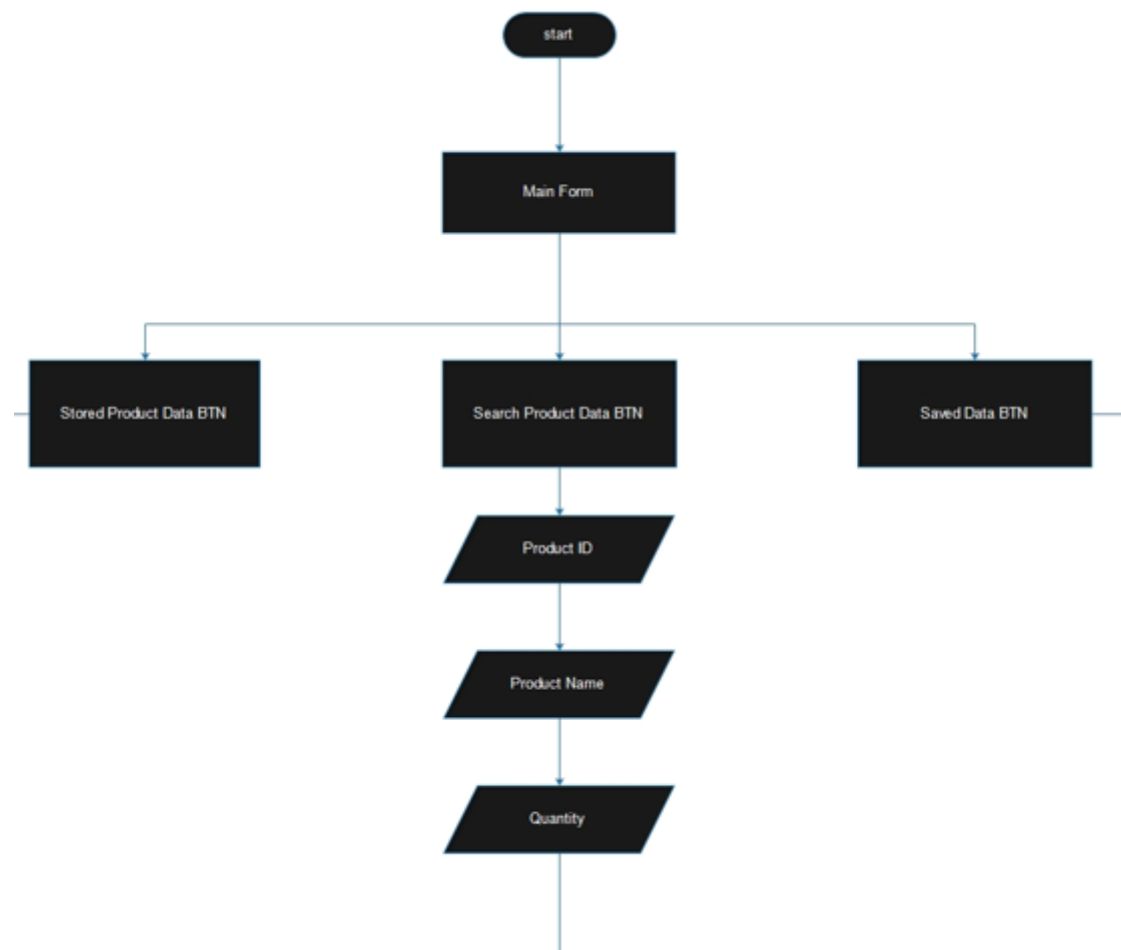 start
Main Form
Stored Product Data BTN
Search Product Data BTN
Saved Data BTN
Product ID
Product Name
Quantity